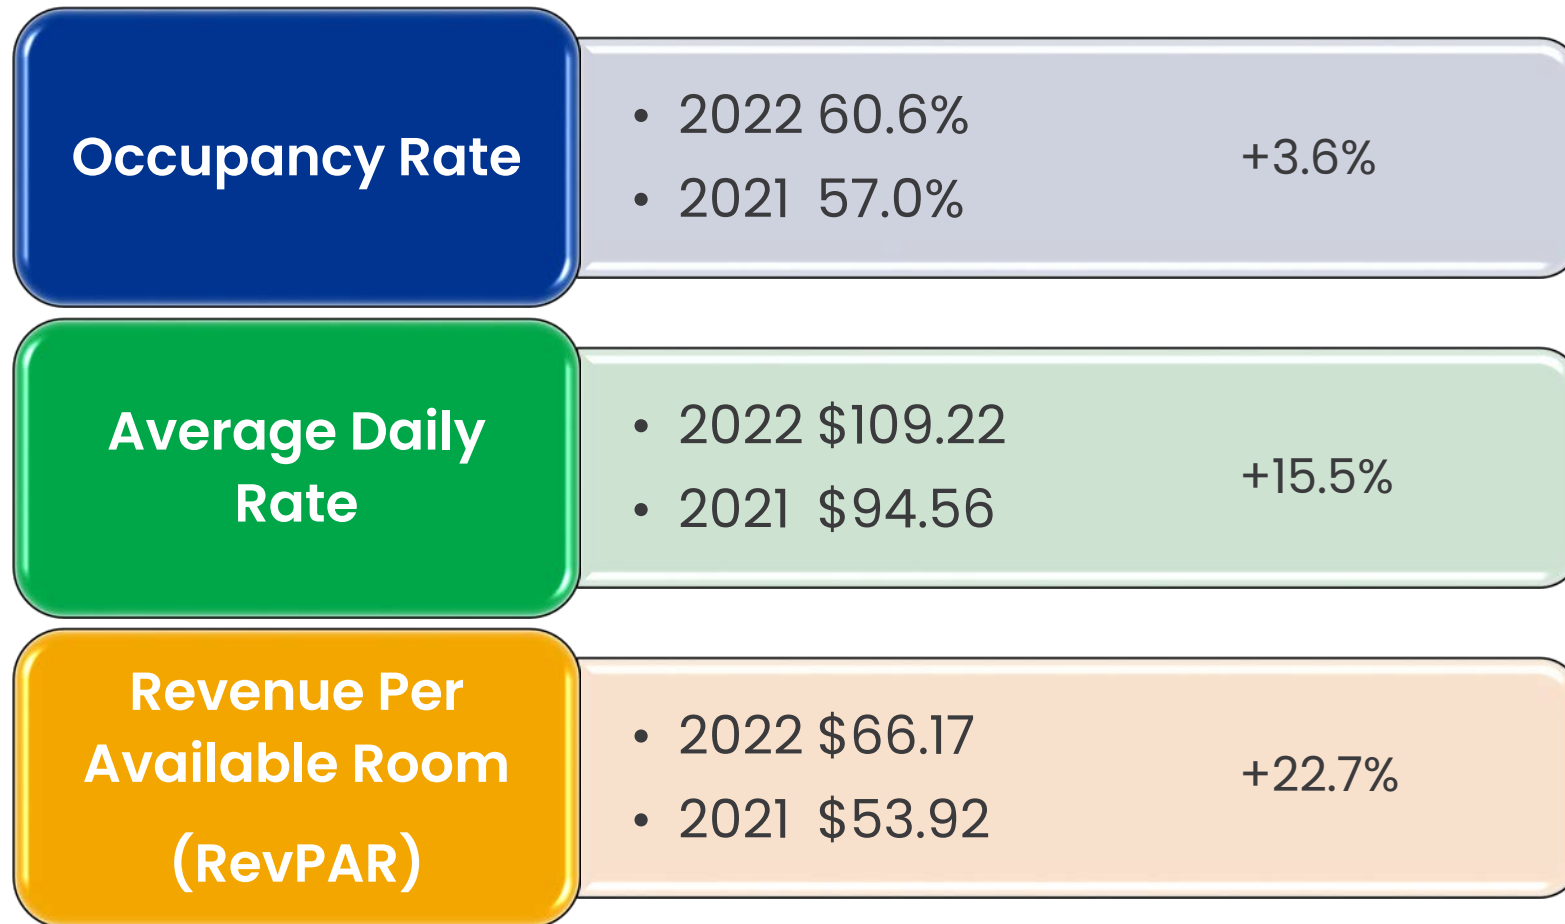 Occupancy Rate
• 2022 60.6%
• 2021 57.0%
+3.6%
Average Daily
Rate
• 2022 $109.22
• 2021 $94.56
+15.5%
Revenue Per
Available Room
(RevPAR)
• 2022 $66.17
• 2021 $53.92
+22.7%